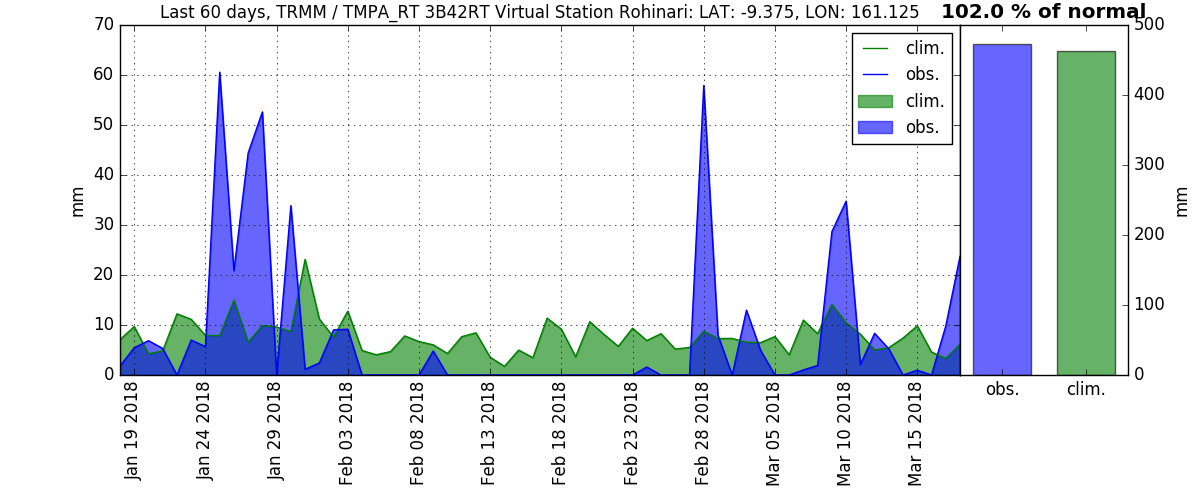 Last 60 days, TRMM / TMPA_RT 3B42RT Virtual Station Rohinari: LAT: -9.375, LON: 161.125
102.0 % of normal
70
60
50
40
30
20
10
0
mm
clim.
obs.
clim.
obs.
500
400
300
200
100
0
mm
obs.
clim.
Jan 19 2018
Jan 24 2018
Jan 29 2018
Feb 03 2018
Feb 08 2018
Feb 13 2018
Feb 18 2018
Feb 23 2018
Feb 28 2018
Mar 05 2018
Mar 10 2018
Mar 15 2018